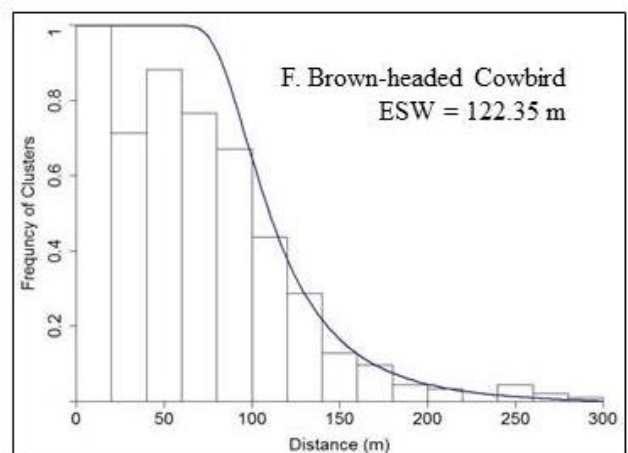 F. Brown-headed Cowbird
ESW = 122.35 m
Frequncy of Clusters
1
0.8
0.6
0.4
0.2
0 50 100 150 200 250 300
Distance (m)